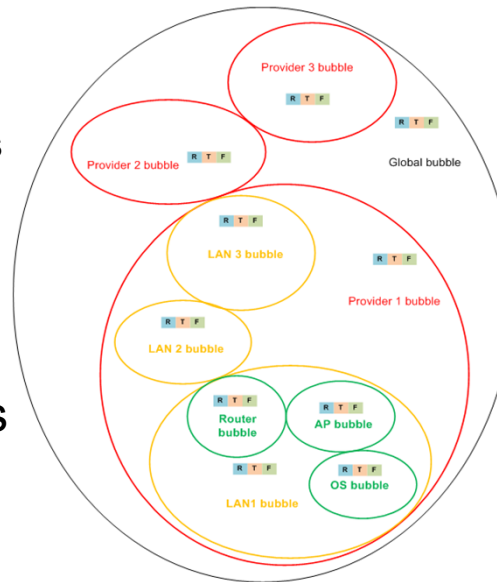 Provider 3 bubble
R T F
R T F
Global bubble
s
Provider 2 bubble
R T F
R T F
LAN 3 bubble
R T F
Provider 1 bubble
R T F
LAN 2 bubble
s
R T F
Router
bubble
R T F
AP bubble
R T F
R T F
OS bubble
LAN1 bubble